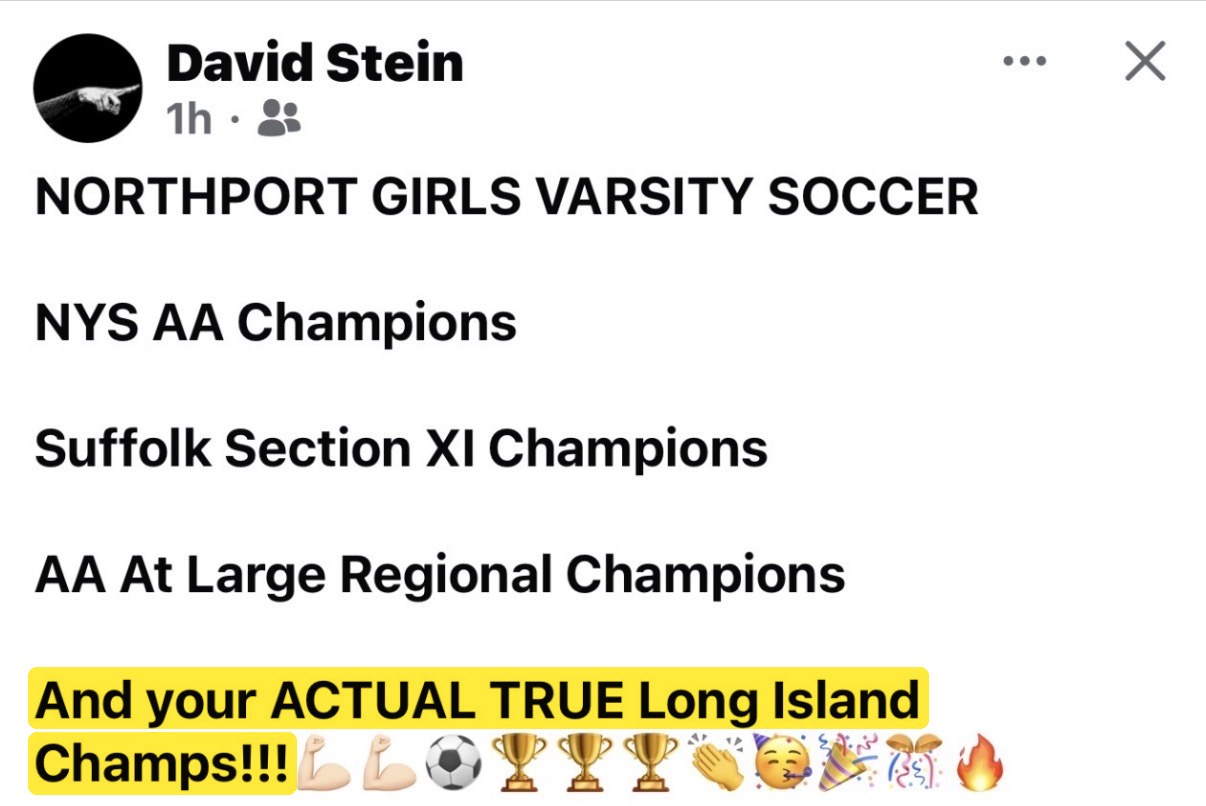 David Stein
1h ·
NORTHPORT GIRLS VARSITY SOCCER
NYS AA Champions
Suffolk Section XI Champions
AA At Large Regional Champions
And your ACTUAL TRUE Long Island
Champs!!!💪🏻💪🏻⚽🏆🏆🏆👏🥳🎉🎊🔥